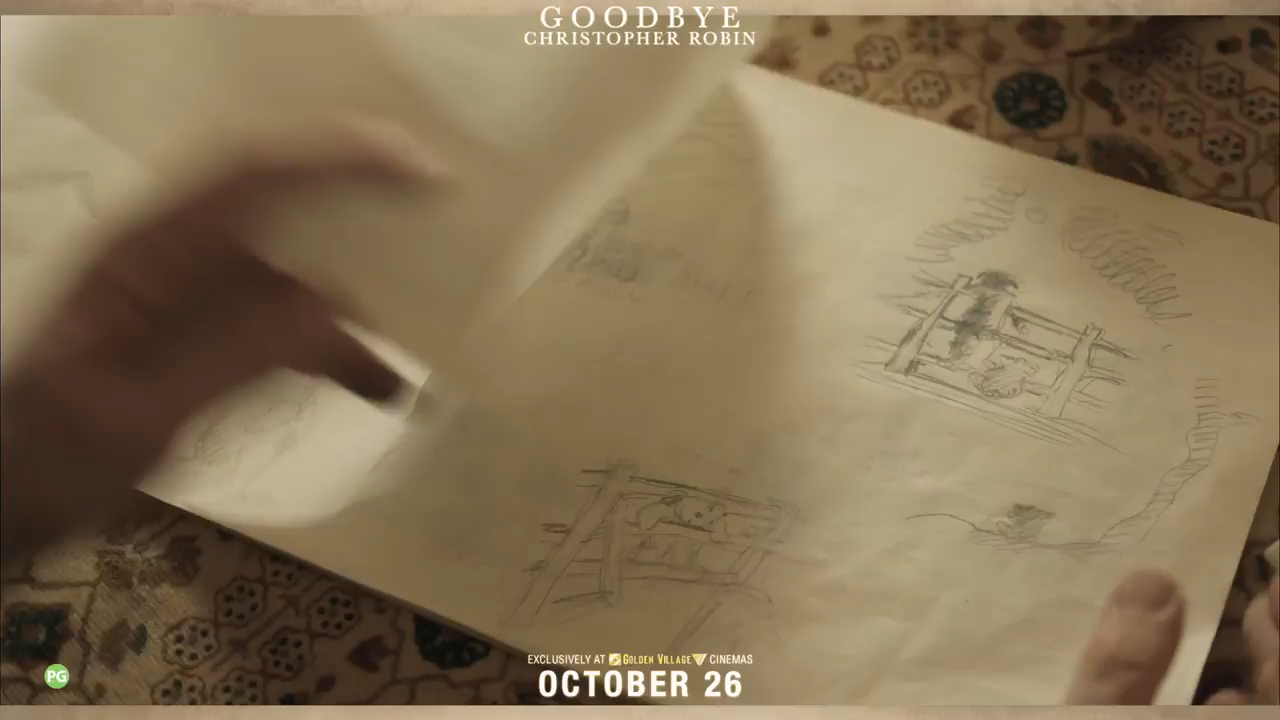 GOODBYE
CHRISTOPHER ROBIN
EXCLUSIVELY AT GOLDEN VILLAGE CINEMAS
OCTOBER 26
PG